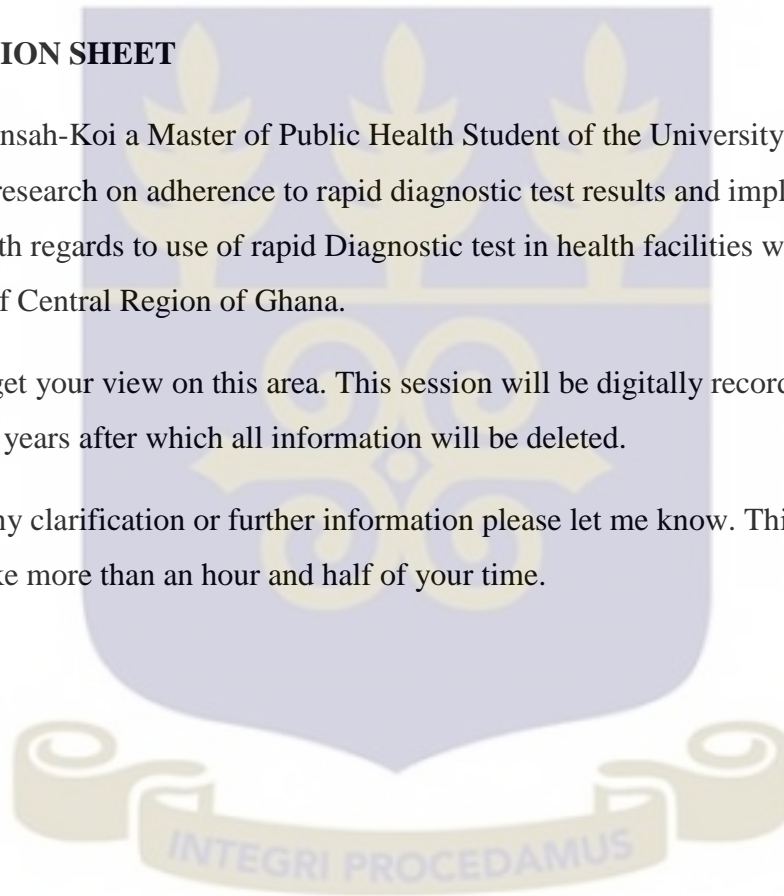 ION SHEET
nsah-Koi a Master of Public Health Student of the University
research on adherence to rapid diagnostic test results and impl
th regards to use of rapid Diagnostic test in health facilities w
f Central Region of Ghana.
get your view on this area. This session will be digitally record
years after which all information will be deleted.
ny clarification or further information please let me know. Thi
ke more than an hour and half of your time.
INTEGRI PROCEDAMUS